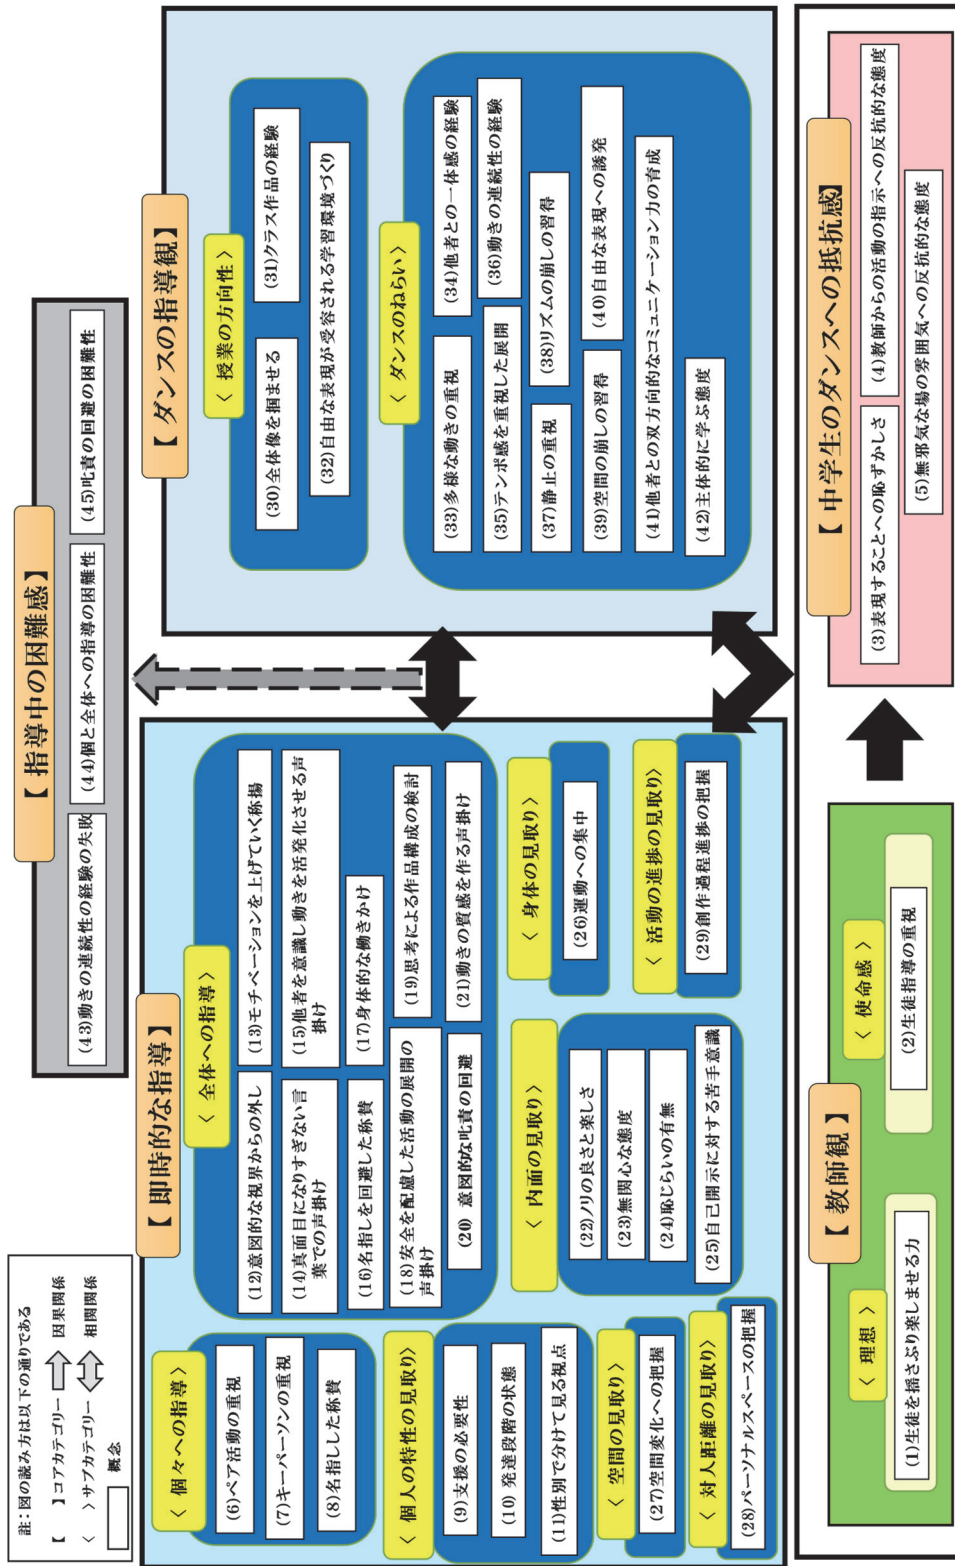 註：図の読み方は以下の通りである
【　】コアカテゴリー　因果関係
〈　〉サブカテゴリー　相関関係
概念
【 指導中の困難感 】
(43)動きの連続性の経験の失敗
(44)個と全体への指導の困難性
(45)叱責の回避の困難性
【 即時的な指導 】
〈 個々への指導 〉
(6)ペア活動の重視
(7)キーパーソンの重視
(8)名指しした称賛
〈 個人の特性の見取り 〉
(9)支援の必要性
(10) 発達段階の状態
(11)性別で分けて見る視点
〈 空間の見取り 〉
(27)空間変化への把握
〈 対人距離の見取り〉
(28)パーソナルスペースの把握
〈 全体への指導 〉
(12)意図的な視界からの外し
(13)モチベーションを上げていく称揚
(14)真面目になりすぎない言
葉での声掛け
(15)他者を意識し動きを活発化させる声
掛け
(16)名指しを回避した称賛
(17)身体的な働きかけ
(18)安全を配慮した活動の展開の
声掛け
(19)思考による作品構成の検討
(20) 意図的な叱責の回避
(21)動きの質感を作る声掛け
〈 内面の見取り 〉
(22)ノリの良さと楽しさ
(23)無関心な態度
(24)恥じらいの有無
(25)自己開示に対する苦手意識
〈 身体の見取り 〉
(26)運動への集中
〈 活動の進捗の見取り〉
(29)創作過程進捗の把握
【 ダンスの指導観 】
〈 授業の方向性 〉
(30)全体像を掴ませる
(31)クラス作品の経験
(32)自由な表現が受容される学習環境づくり
〈 ダンスのねらい 〉
(33)多様な動きの重視
(34)他者との一体感の経験
(35)テンポ感を重視した展開
(36)動きの連続性の経験
(37)静止の重視
(38)リズムの崩しの習得
(39)空間の崩しの習得
(40)自由な表現への誘発
(41)他者との双方向的なコミュニケーション力の育成
(42)主体的に学ぶ態度
【 教師観 】
〈 理想 〉
(1)生徒を揺さぶり楽しませる力
〈 使命感 〉
(2)生徒指導の重視
【 中学生のダンスへの抵抗感】
(3)表現することへの恥ずかしさ
(4)教師からの活動の指示への反抗的な態度
(5)無邪気な場の雰囲気への反抗的な態度